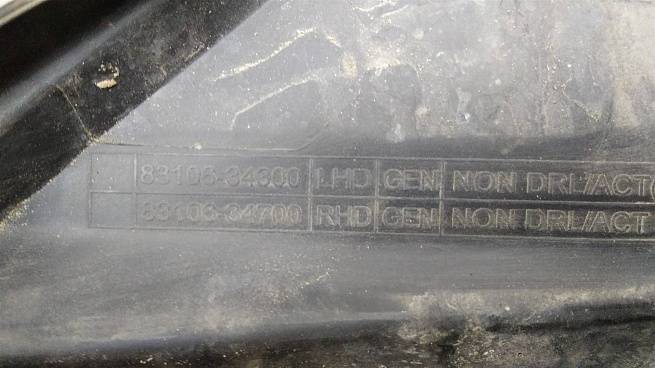 83106-34300 LHD GEN NON DRL/ACT
83106-34700 RHD GEN NON DRL/ACT